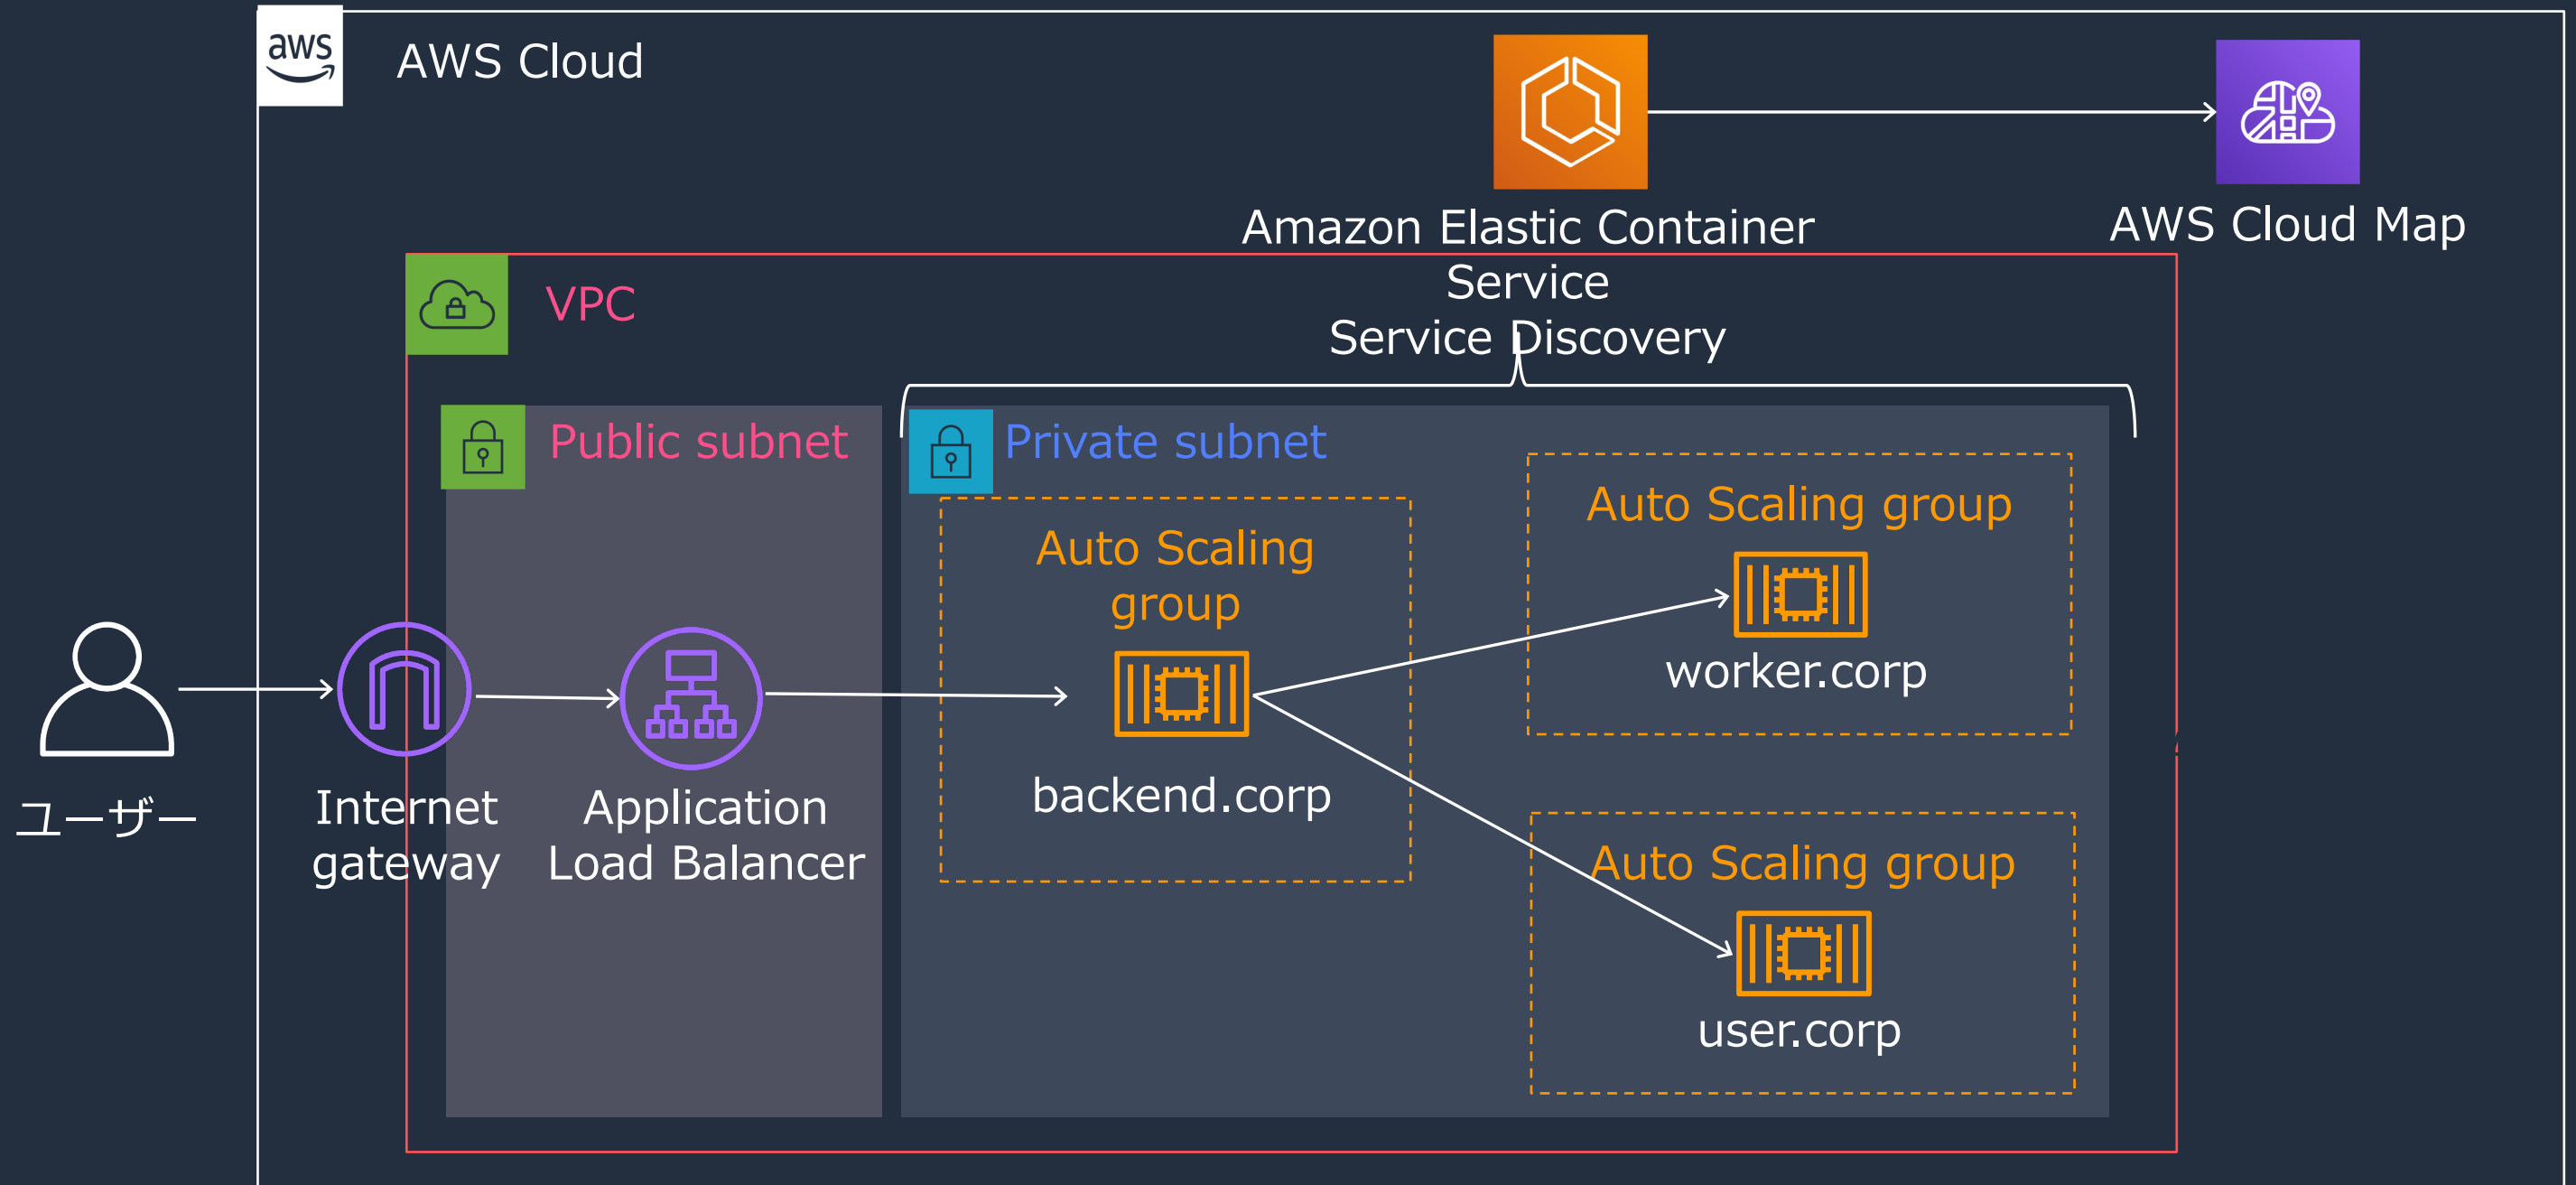 aws
AWS Cloud
Amazon Elastic Container
Service
Service Discovery
AWS Cloud Map
VPC
Public subnet
Private subnet
Auto Scaling
group
backend.corp
Auto Scaling group
worker.corp
Auto Scaling group
user.corp
ユーザー
Internet
gateway
Application
Load Balancer